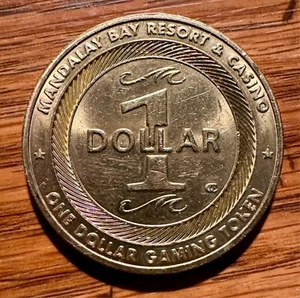 MANDALAY BAY RESORT & CASINO
1
DOLLAR
ONE DOLLAR GAMING TOKEN